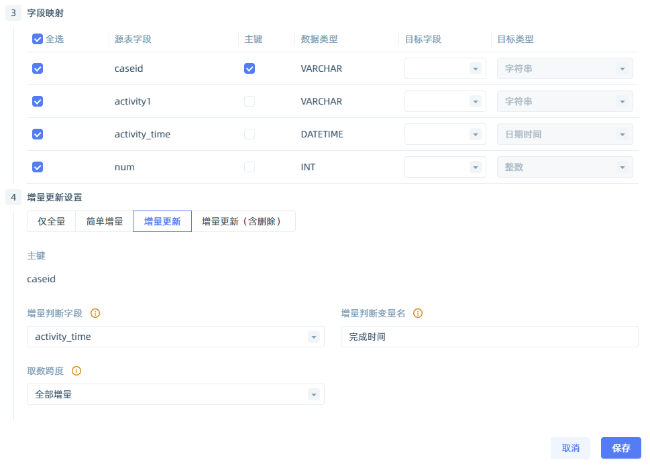 3 字段映射
全选 源表字段 主键 数据类型 目标字段 目标类型
caseid VARCHAR 字符串
activity1 VARCHAR 字符串
activity_time DATETIME 日期时间
num INT 整数
4 增量更新设置
仅全量 简单增量 增量更新 增量更新（含删除）
主键
caseid
增量判断字段 增量判断变量名
activity_time 完成时间
取数跨度
全部增量
取消 保存